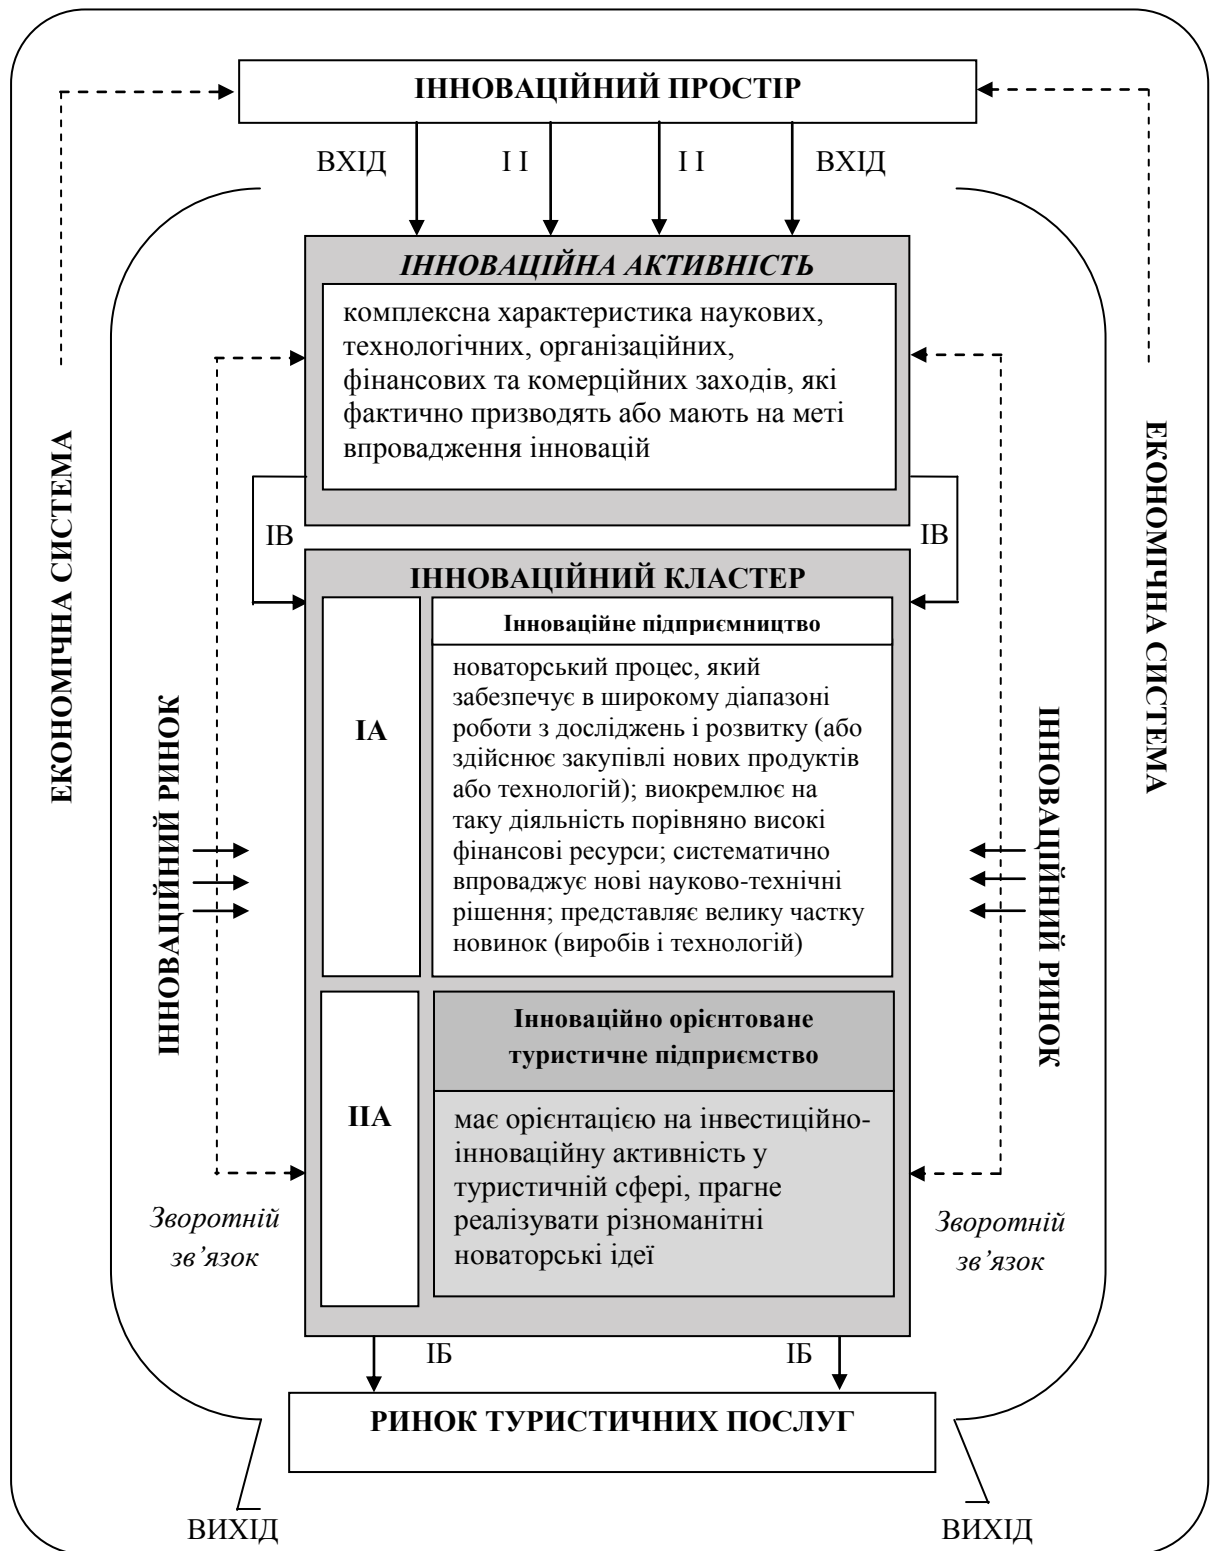 ІННОВАЦІЙНИЙ ПРОСТІР
ВХІД
І І
І І
ВХІД
ІННОВАЦІЙНА АКТИВНІСТЬ
комплексна характеристика наукових,
технологічних, організаційних,
фінансових та комерційних заходів, які
фактично призводять або мають на меті
впровадження інновацій
ІВ
ІВ
ЕКОНОМІЧНА СИСТЕМА
ЕКОНОМІЧНА СИСТЕМА
ІННОВАЦІЙНИЙ РИНОК
ІННОВАЦІЙНИЙ РИНОК
ІННОВАЦІЙНИЙ КЛАСТЕР
ІА
Інноваційне підприємництво
новаторський процес, який
забезпечує в широкому діапазоні
роботи з досліджень і розвитку (або
здійснює закупівлі нових продуктів
або технологій); виокремлює на
таку діяльність порівняно високі
фінансові ресурси; систематично
впроваджує нові науково-технічні
рішення; представляє велику частку
новинок (виробів і технологій)
ІІА
Інноваційно орієнтоване
туристичне підприємство
має орієнтацією на інвестиційно-
інноваційну активність у
туристичній сфері, прагне
реалізувати різноманітні
новаторські ідеї
Зворотній
зв’язок
Зворотній
зв’язок
ІБ
ІБ
РИНОК ТУРИСТИЧНИХ ПОСЛУГ
ВИХІД
ВИХІД